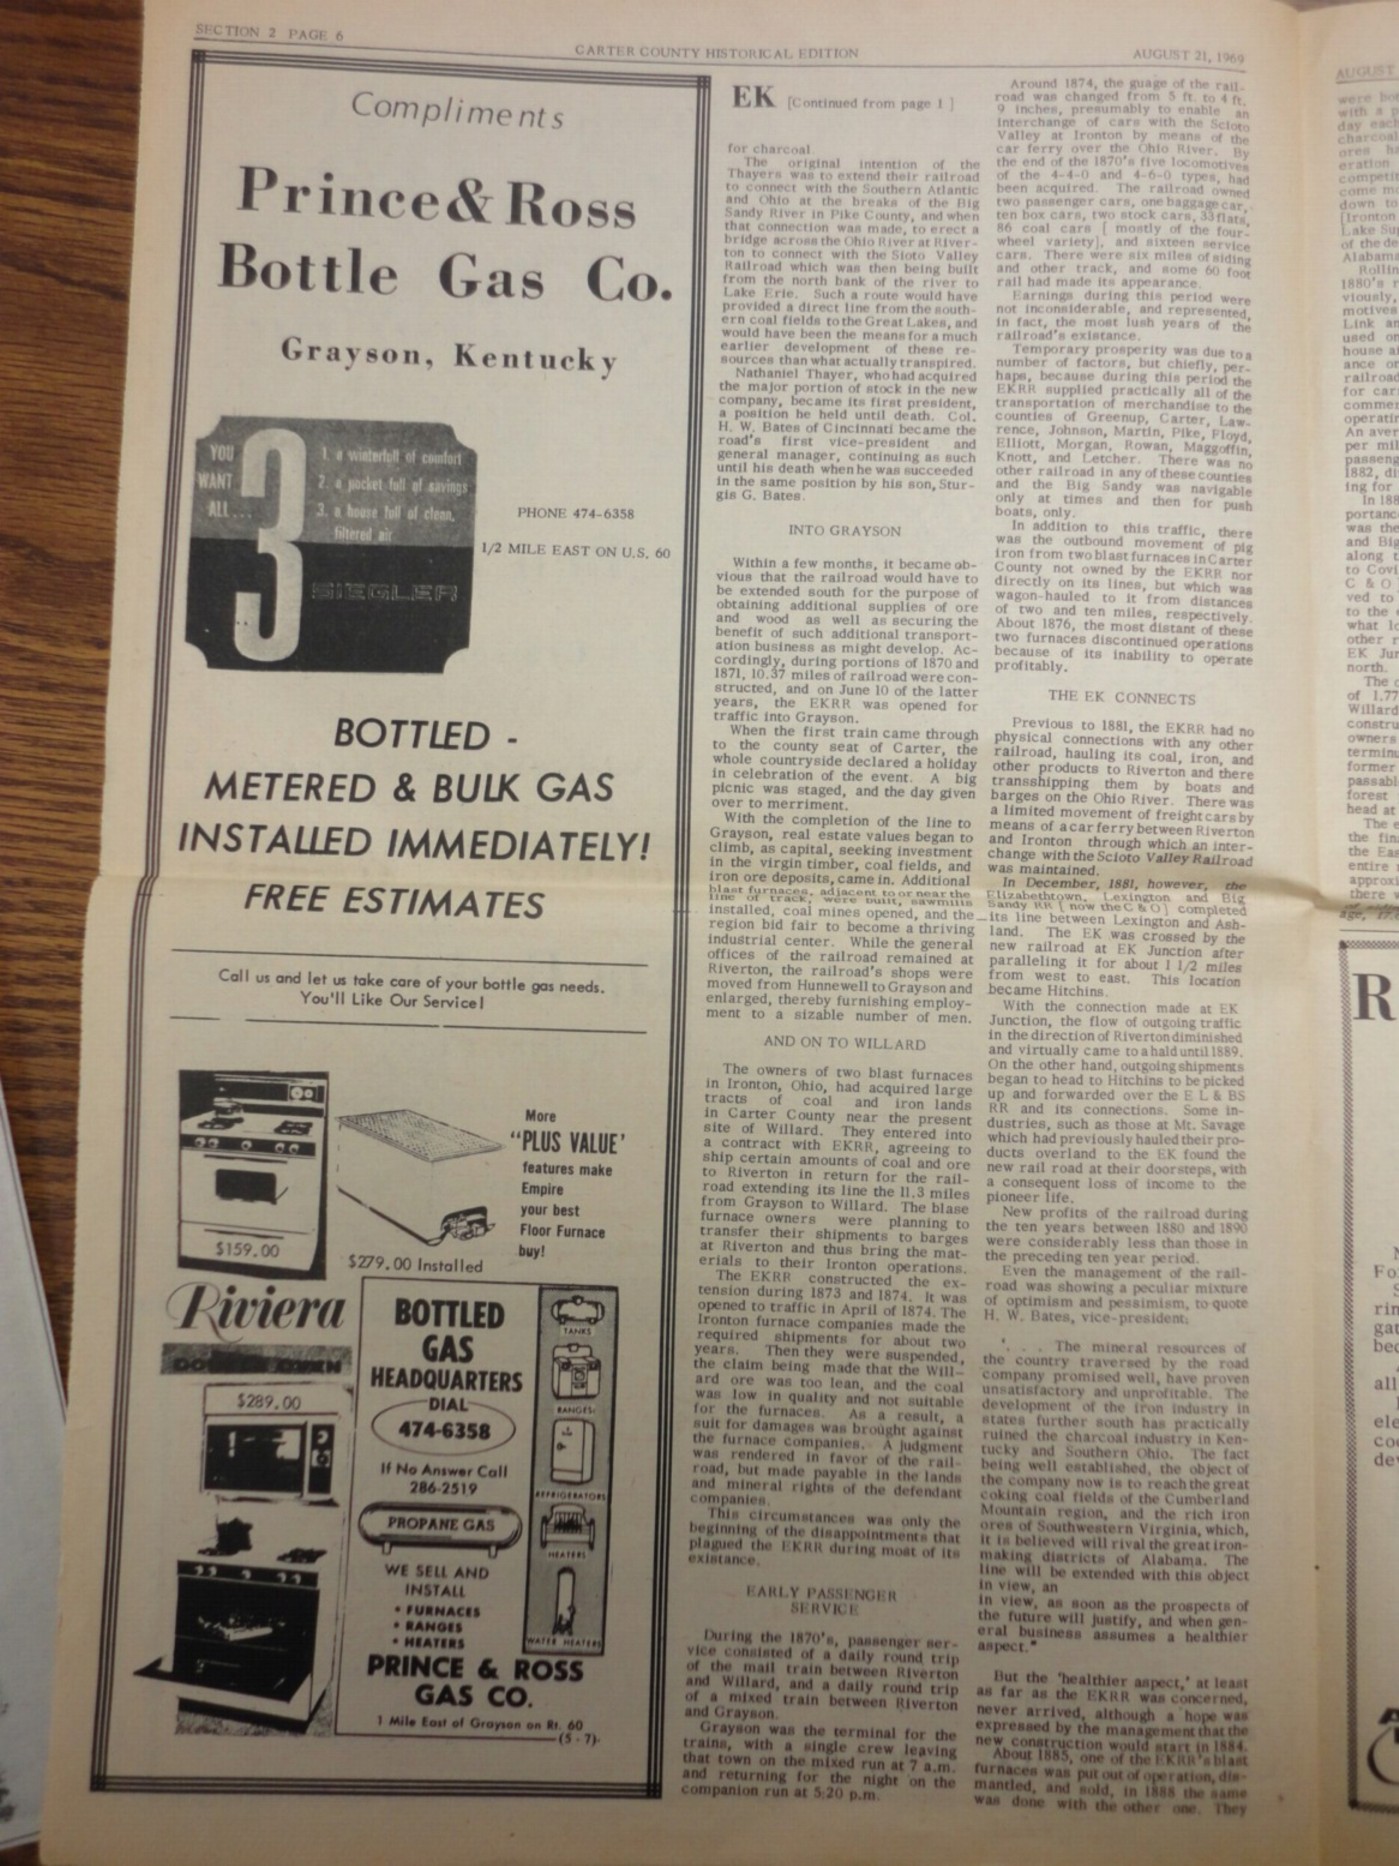 SECTION 2 PAGE 6
CARTER COUNTY HISTORICAL EDITION
AUGUST 21, 1969
Compliments
Prince & Ross
Bottle Gas Co.
Grayson, Kentucky
YOU
WANT
ALL...
3
1. a winterfull of comfort
2. a pocket full of savings
3. a house full of clean,
filtered air
SIEGLER
PHONE 474-6358
1/2 MILE EAST ON U.S. 60
BOTTLED -
METERED & BULK GAS
INSTALLED IMMEDIATELY!
FREE ESTIMATES
Call us and let us take care of your bottle gas needs.
You'll Like Our Service!
$159.00
More
"PLUS VALUE'
features make
Empire
your best
Floor Furnace
buy!
$279.00 Installed
Riviera
DOUBLE OVEN
$289.00
BOTTLED
GAS
HEADQUARTERS
DIAL
474-6358
If No Answer Call
286-2519
PROPANE GAS
WE SELL AND
INSTALL
• FURNACES
• RANGES
• HEATERS
TANKS
RANGES
REFRIGERATORS
HEATERS
WATER HEATERS
PRINCE & ROSS
GAS CO.
1 Mile East of Grayson on Rt. 60
(5 - 7)
EK [Continued from page 1 ]
for charcoal.
The original intention of the
Thayers was to extend their railroad
to connect with the Southern Atlantic
and Ohio at the breaks of the Big
Sandy River in Pike County, and when
that connection was made, to erect a
bridge across the Ohio River at River-
ton to connect with the Sioto Valley
Railroad which was then being built
from the north bank of the river to
Lake Erie. Such a route would have
provided a direct line from the south-
ern coal fields to the Great Lakes, and
would have been the means for a much
earlier development of these re-
sources than what actually transpired.
Nathaniel Thayer, who had acquired
the major portion of stock in the new
company, became its first president,
a position he held until death. Col.
H. W. Bates of Cincinnati became the
road's first vice-president and
general manager, continuing as such
until his death when he was succeeded
in the same position by his son, Stur-
gis G. Bates.
INTO GRAYSON
Within a few months, it became ob-
vious that the railroad would have to
be extended south for the purpose of
obtaining additional supplies of ore
and wood as well as securing the
benefit of such additional transport-
ation business as might develop. Ac-
cordingly, during portions of 1870 and
1871, 10.37 miles of railroad were con-
structed, and on June 10 of the latter
years, the EKRR was opened for
traffic into Grayson.
When the first train came through
to the county seat of Carter, the
whole countryside declared a holiday
in celebration of the event. A big
picnic was staged, and the day given
over to merriment.
With the completion of the line to
Grayson, real estate values began to
climb, as capital, seeking investment
in the virgin timber, coal fields, and
iron ore deposits, came in. Additional
blast furnaces, adjacent to or near the
line of track, were built, sawmills
installed, coal mines opened, and the
region bid fair to become a thriving
industrial center. While the general
offices of the railroad remained at
Riverton, the railroad's shops were
moved from Hunnewell to Grayson and
enlarged, thereby furnishing employ-
ment to a sizable number of men.
AND ON TO WILLARD
The owners of two blast furnaces
in Ironton, Ohio, had acquired large
tracts of coal and iron lands
in Carter County near the present
site of Willard. They entered into
a contract with EKRR, agreeing to
ship certain amounts of coal and ore
to Riverton in return for the rail-
road extending its line the 11.3 miles
from Grayson to Willard. The blase
furnace owners were planning to
transfer their shipments to barges
at Riverton and thus bring the mat-
erials to their Ironton operations.
The EKRR constructed the ex-
tension during 1873 and 1874. It was
opened to traffic in April of 1874. The
Ironton furnace companies made the
required shipments for about two
years. Then they were suspended,
the claim being made that the Will-
ard ore was too lean, and the coal
was low in quality and not suitable
for the furnaces. As a result, a
suit for damages was brought against
the furnace companies. A judgment
was rendered in favor of the rail-
road, but made payable in the lands
and mineral rights of the defendant
companies.
This circumstances was only the
beginning of the disappointments that
plagued the EKRR during most of its
existance.
EARLY PASSENGER
SERVICE
During the 1870's, passenger ser-
vice consisted of a daily round trip
of the mail train between Riverton
and Willard, and a daily round trip
of a mixed train between Riverton
and Grayson.
Grayson was the terminal for the
trains, with a single crew leaving
that town on the mixed run at 7 a.m.
and returning for the night on the
companion run at 5:20 p.m.
Around 1874, the guage of the rail-
road was changed from 5 ft. to 4 ft.
9 inches, presumably to enable an
interchange of cars with the Scioto
Valley at Ironton by means of the
car ferry over the Ohio River. By
the end of the 1870's five locomotives
of the 4-4-0 and 4-6-0 types, had
been acquired. The railroad owned
two passenger cars, one baggage car,
ten box cars, two stock cars, 33 flats,
86 coal cars [ mostly of the four-
wheel variety], and sixteen service
cars. There were six miles of siding
and other track, and some 60 foot
rail had made its appearance.
Earnings during this period were
not inconsiderable, and represented,
in fact, the most lush years of the
railroad's existance.
Temporary prosperity was due to a
number of factors, but chiefly, per-
haps, because during this period the
EKRR supplied practically all of the
transportation of merchandise to the
counties of Greenup, Carter, Law-
rence, Johnson, Martin, Pike, Floyd,
Elliott, Morgan, Rowan, Maggoffin,
Knott, and Letcher. There was no
other railroad in any of these counties
and the Big Sandy was navigable
only at times and then for push
boats, only.
In addition to this traffic, there
was the outbound movement of pig
iron from two blast furnaces in Carter
County not owned by the EKRR nor
directly on its lines, but which was
wagon-hauled to it from distances
of two and ten miles, respectively.
About 1876, the most distant of these
two furnaces discontinued operations
because of its inability to operate
profitably.
THE EK CONNECTS
Previous to 1881, the EKRR had no
physical connections with any other
railroad, hauling its coal, iron, and
other products to Riverton and there
transshipping them by boats and
barges on the Ohio River. There was
a limited movement of freight cars by
means of a car ferry between Riverton
and Ironton through which an inter-
change with the Scioto Valley Railroad
was maintained.
In December, 1881, however, the
Elizabethtown, Lexington and Big
Sandy RR [ now the C & O ] completed
its line between Lexington and Ash-
land. The EK was crossed by the
new railroad at EK Junction after
paralleling it for about 1 1/2 miles
from west to east. This location
became Hitchins.
With the connection made at EK
Junction, the flow of outgoing traffic
in the direction of Riverton diminished
and virtually came to a hald until 1889.
On the other hand, outgoing shipments
began to head to Hitchins to be picked
up and forwarded over the E L & BS
RR and its connections. Some in-
dustries, such as those at Mt. Savage
which had previously hauled their pro-
ducts overland to the EK found the
new rail road at their doorsteps, with
a consequent loss of income to the
pioneer life.
New profits of the railroad during
the ten years between 1880 and 1890
were considerably less than those in
the preceding ten year period.
Even the management of the rail-
road was showing a peculiar mixture
of optimism and pessimism, to quote
H. W. Bates, vice-president:
'. . . The mineral resources of
the country traversed by the road
company promised well, have proven
unsatisfactory and unprofitable. The
development of the iron industry in
states further south has practically
ruined the charcoal industry in Ken-
tucky and Southern Ohio. The fact
being well established, the object of
the company now is to reach the great
coking coal fields of the Cumberland
Mountain region, and the rich iron
ores of Southwestern Virginia, which,
it is believed will rival the great iron-
making districts of Alabama. The
line will be extended with this object
in view, an
in view, as soon as the prospects of
the future will justify, and when gen-
eral business assumes a healthier
aspect."
But the 'healthier aspect,' at least
as far as the EKRR was concerned,
never arrived, although a hope was
expressed by the management that the
new construction would start in 1884.
About 1885, one of the EKRR's blast
furnaces was put out of operation, dis-
mantled, and sold, in 1888 the same
was done with the other one. They
AUGUST